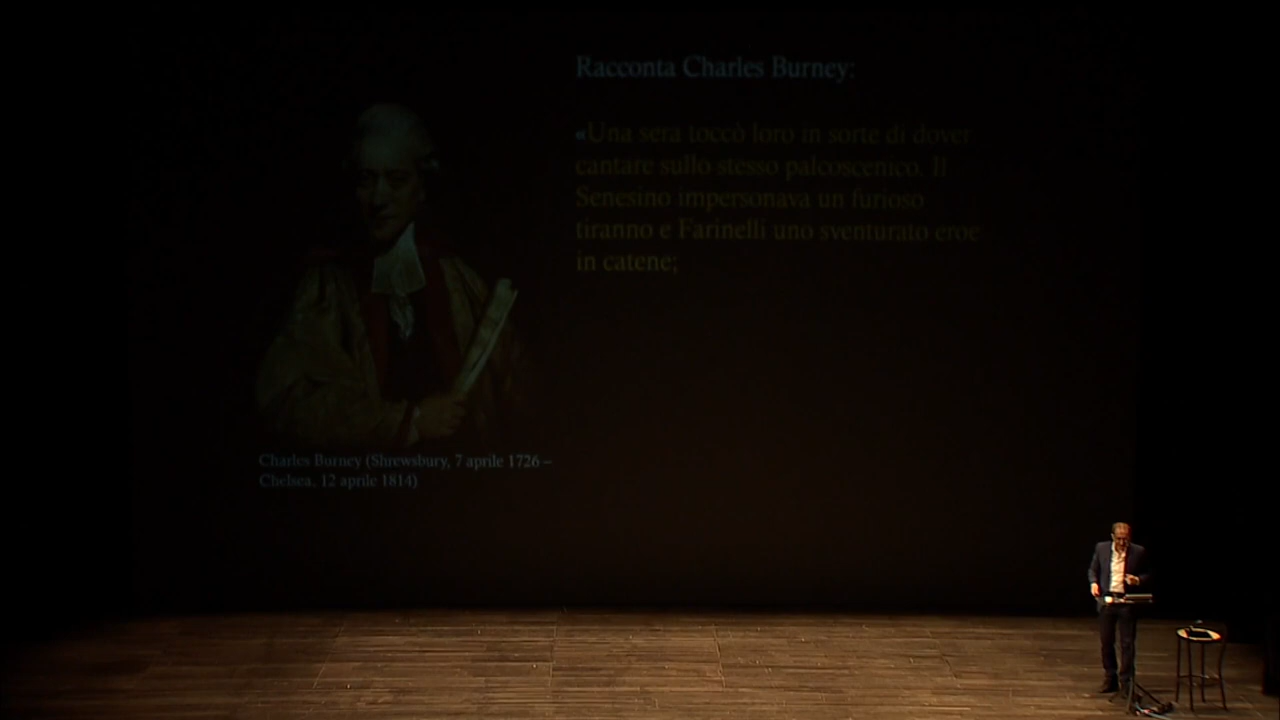 Racconta Charles Burney:
«Una sera toccò loro in sorte di dover
cantare sullo stesso palcoscenico. Il
Senesino impersonava un furioso
tiranno e Farinelli uno sventurato eroe
in catene;
Charles Burney (Shrewsbury, 7 aprile 1726 –
Chelsea, 12 aprile 1814)